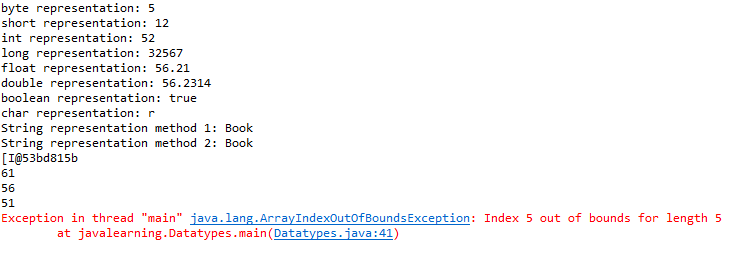 byte representation: 5
short representation: 12
int representation: 52
long representation: 32567
float representation: 56.21
double representation: 56.2314
boolean representation: true
char representation: r
String representation method 1: Book
String representation method 2: Book
[I@53bd815b
61
56
51
Exception in thread "main" java.lang.ArrayIndexOutOfBoundsException: Index 5 out of bounds for length 5
at javalearning.Datatypes.main(Datatypes.java:41)